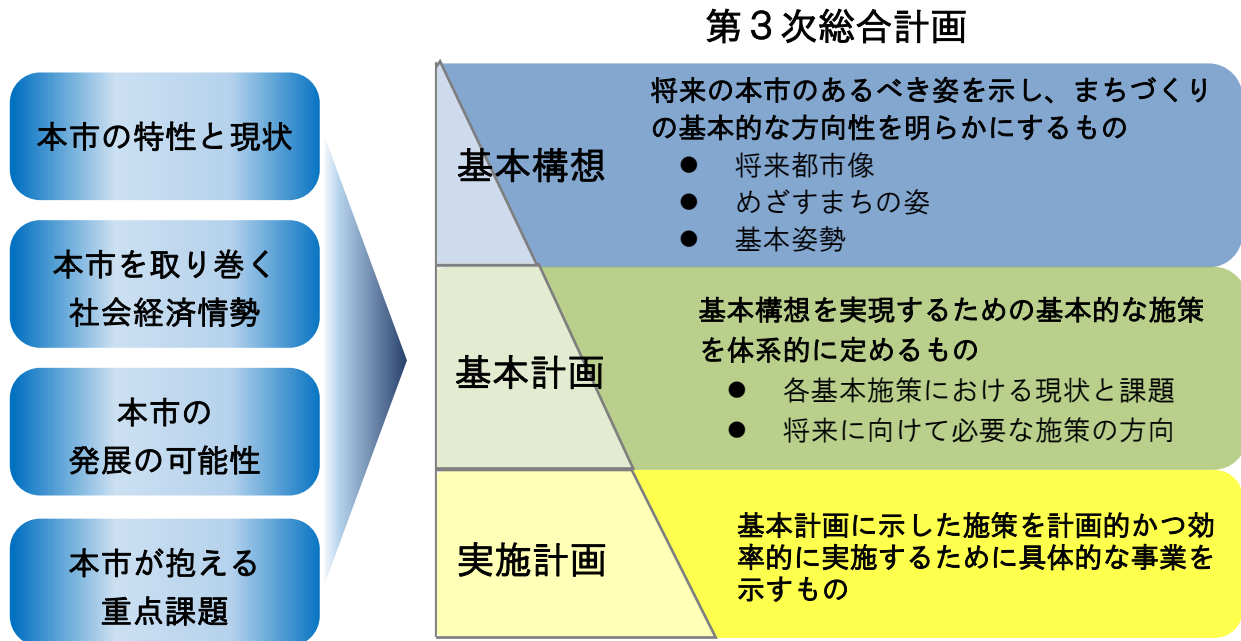 第３次総合計画
本市の特性と現状
本市を取り巻く
社会経済情勢
本市の
発展の可能性
本市が抱える
重点課題
基本構想
将来の本市のあるべき姿を示し、まちづくり
の基本的な方向性を明らかにするもの
● 将来都市像
● めざすまちの姿
● 基本姿勢
基本計画
基本構想を実現するための基本的な施策
を体系的に定めるもの
● 各基本施策における現状と課題
● 将来に向けて必要な施策の方向
実施計画
基本計画に示した施策を計画的かつ効
率的に実施するために具体的な事業を
示すもの